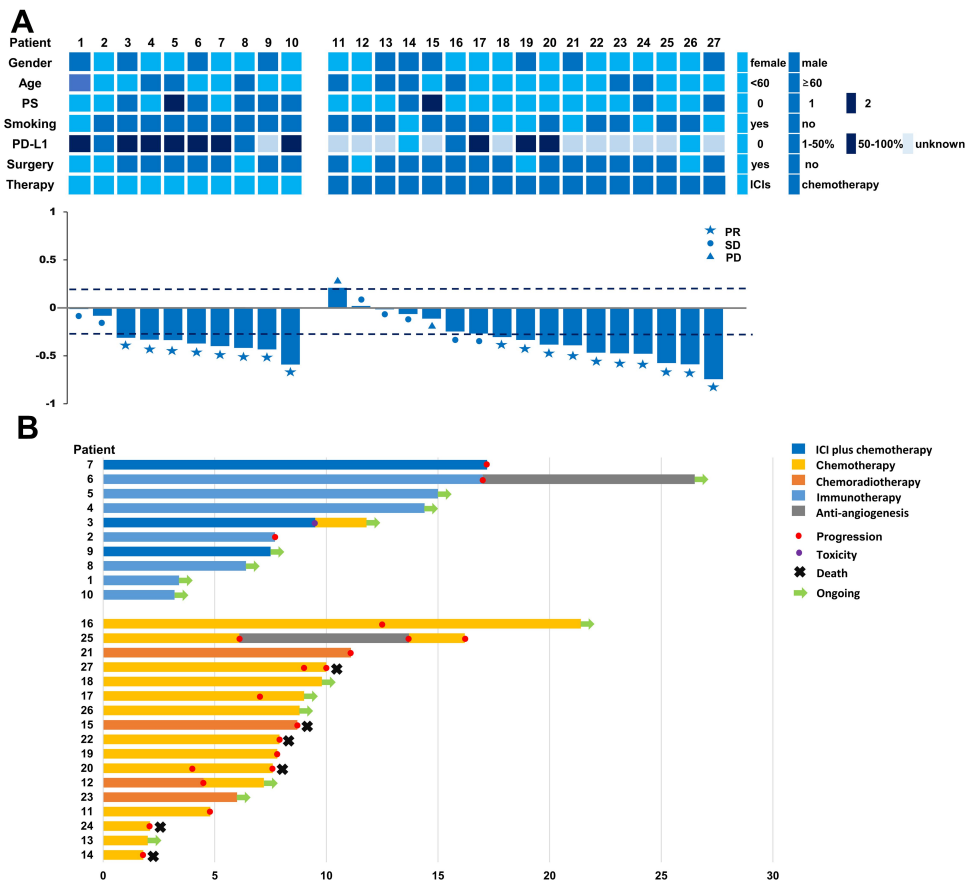 A
Patient 1 2 3 4 5 6 7 8 9 10 11 12 13 14 15 16 17 18 19 20 21 22 23 24 25 26 27
Gender female male
Age <60 ≥60
PS 0 1 2
Smoking yes no
PD-L1 0 1-50% 50-100% unknown
Surgery yes no
Therapy ICIs chemotherapy
1
PR
SD
PD
0.5
0
-0.5
-1
B
Patient
7
6
5
4
3
2
9
8
1
10
16
25
21
27
18
17
26
15
22
19
20
12
23
11
24
13
14
0 5 10 15 20 25 30
ICI plus chemotherapy
Chemotherapy
Chemoradiotherapy
Immunotherapy
Anti-angiogenesis
Progression
Toxicity
Death
Ongoing